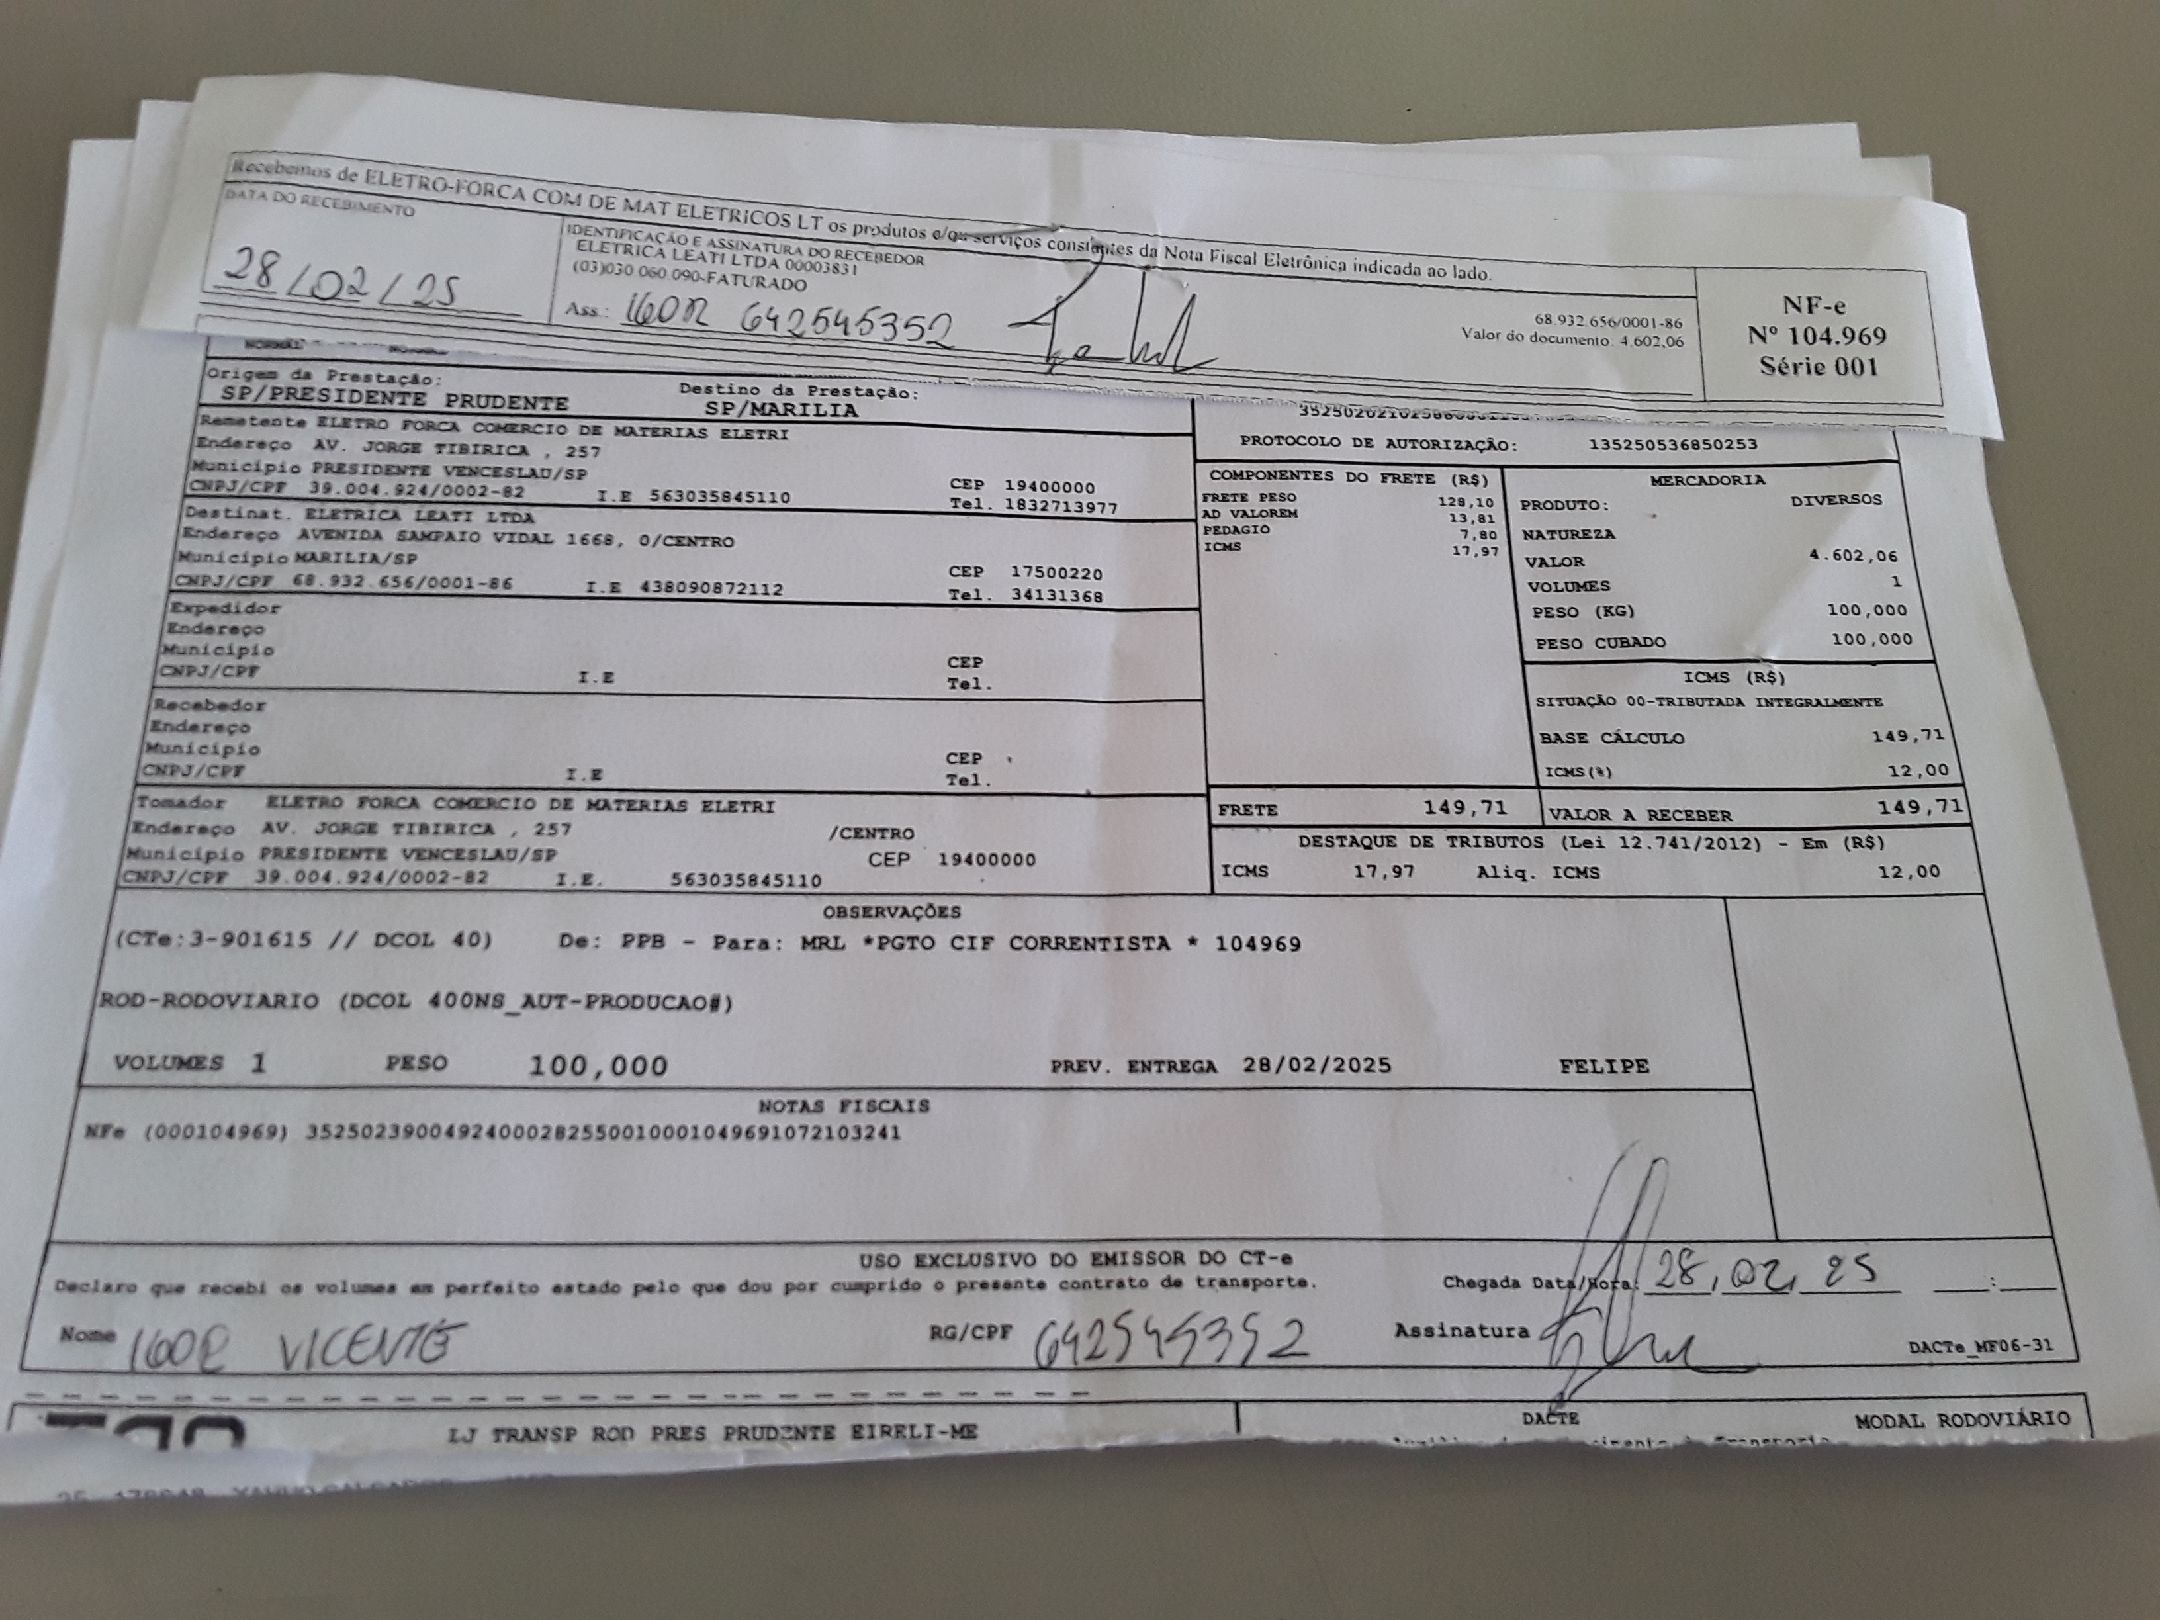 Recebemos de ELETRO-FORCA COM DE MAT ELETRICOS LT os produtos e/ou serviços constantes da Nota Fiscal Eletrônica indicada ao lado.
DATA DO RECEBIMENTO
28/02/25
IDENTIFICAÇÃO E ASSINATURA DO RECEBEDOR
ELETRICA LEATI LTDA 00003831
(03)030 060.090-FATURADO
Ass.: IGOR 642545352
68.932.656/0001-86
Valor do documento. 4.602,06
NF-e
Nº 104.969
Série 001
Origem da Prestação:
SP/PRESIDENTE PRUDENTE
Destino da Prestação:
SP/MARILIA
PROTOCOLO DE AUTORIZAÇÃO: 135250536850253
Remetente ELETRO FORCA COMERCIO DE MATERIAS ELETRI
Endereço AV. JORGE TIBIRICA , 257
Município PRESIDENTE VENCESLAU/SP CEP 19400000
CNPJ/CPF 39.004.924/0002-82 I.E 563035845110 Tel. 1832713977
Destinat. ELETRICA LEATI LTDA
Endereço AVENIDA SAMPAIO VIDAL 1668, 0/CENTRO
Município MARILIA/SP CEP 17500220
CNPJ/CPF 68.932.656/0001-86 I.E 438090872112 Tel. 34131368
Expedidor
Endereço
Município CEP
CNPJ/CPF I.E Tel.
Recebedor
Endereço
Município CEP
CNPJ/CPF I.E Tel.
Tomador ELETRO FORCA COMERCIO DE MATERIAS ELETRI
Endereço AV. JORGE TIBIRICA , 257 /CENTRO
Município PRESIDENTE VENCESLAU/SP CEP 19400000
CNPJ/CPF 39.004.924/0002-82 I.E. 563035845110
COMPONENTES DO FRETE (R$)
FRETE PESO 128,10
AD VALOREM 13,81
PEDAGIO 7,80
ICMS 17,97
MERCADORIA
PRODUTO: DIVERSOS
NATUREZA
VALOR 4.602,06
VOLUMES 1
PESO (KG) 100,000
PESO CUBADO 100,000
ICMS (R$)
SITUAÇÃO 00-TRIBUTADA INTEGRALMENTE
BASE CÁLCULO 149,71
ICMS(%) 12,00
FRETE 149,71 VALOR A RECEBER 149,71
DESTAQUE DE TRIBUTOS (Lei 12.741/2012) - Em (R$)
ICMS 17,97 Aliq. ICMS 12,00
OBSERVAÇÕES
(CTe:3-901615 // DCOL 40) De: PPB - Para: MRL *PGTO CIF CORRENTISTA * 104969
ROD-RODOVIARIO (DCOL 400NS_AUT-PRODUCAO#)
VOLUMES 1 PESO 100,000 PREV. ENTREGA 28/02/2025 FELIPE
NOTAS FISCAIS
NFe (000104969) 35250239004924000282550010001049691072103241
USO EXCLUSIVO DO EMISSOR DO CT-e
Declaro que recebi os volumes em perfeito estado pelo que dou por cumprido o presente contrato de transporte.
Chegada Data/Hora: 28, 02, 25 __:__
Nome IGOR VICENTE RG/CPF 642545352 Assinatura
DACTe_MF06-31
LJ TRANSP ROD PRES PRUDENTE EIRELI-ME
DACTE
MODAL RODOVIÁRIO